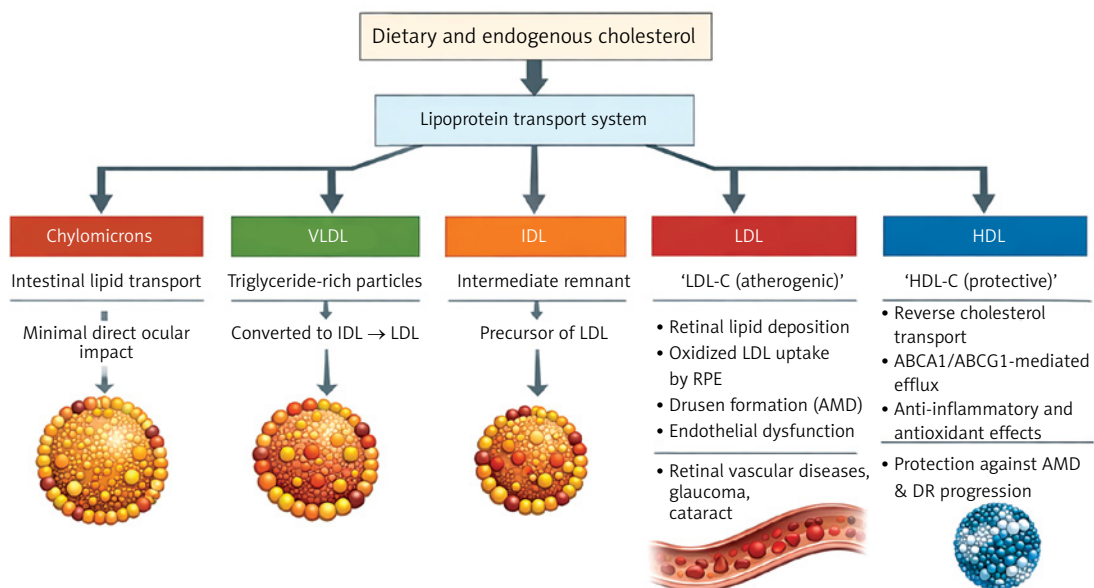 Dietary and endogenous cholesterol
Lipoprotein transport system
Chylomicrons
Intestinal lipid transport
Minimal direct ocular
impact
VLDL
Triglyceride-rich particles
Converted to IDL → LDL
IDL
Intermediate remnant
Precursor of LDL
LDL
'LDL-C (atherogenic)'
• Retinal lipid deposition
• Oxidized LDL uptake
by RPE
• Drusen formation (AMD)
• Endothelial dysfunction
• Retinal vascular diseases,
glaucoma,
cataract
HDL
'HDL-C (protective)'
• Reverse cholesterol
transport
• ABCA1/ABCG1-mediated
efflux
• Anti-inflammatory and
antioxidant effects
• Protection against AMD
& DR progression